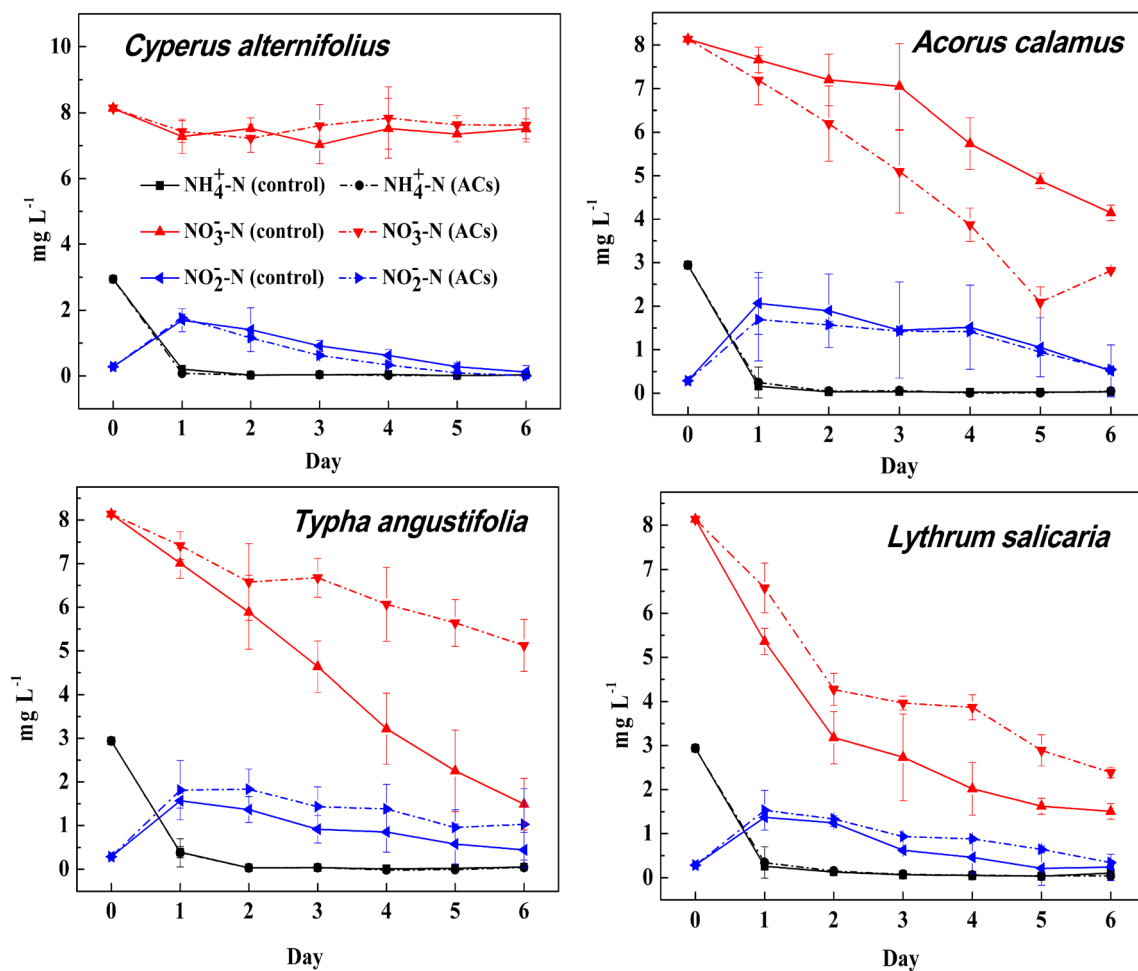 Cyperus alternifolius
10
8
6
4
2
0
mg L⁻¹
NH₄⁺-N (control)
NH₄⁺-N (ACs)
NO₃⁻-N (control)
NO₃⁻-N (ACs)
NO₂⁻-N (control)
NO₂⁻-N (ACs)
0 1 2 3 4 5 6
Day
Acorus calamus
8
7
6
5
4
3
2
1
0
mg L⁻¹
0 1 2 3 4 5 6
Day
Typha angustifolia
8
7
6
5
4
3
2
1
0
mg L⁻¹
0 1 2 3 4 5 6
Day
Lythrum salicaria
8
7
6
5
4
3
2
1
0
mg L⁻¹
0 1 2 3 4 5 6
Day